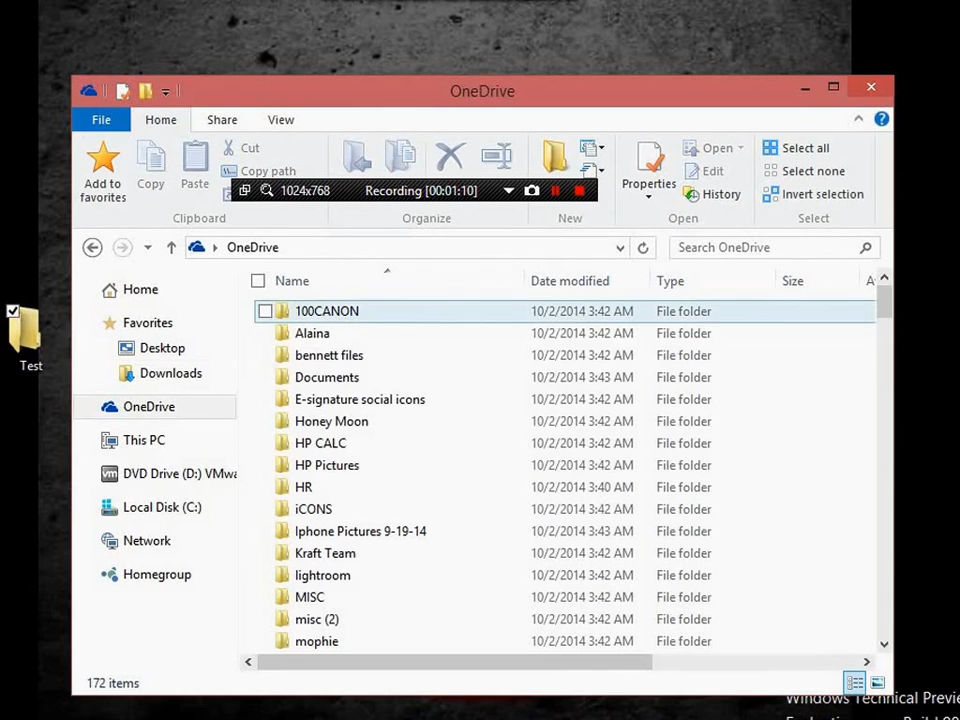 OneDrive
File Home Share View
Add to favorites
Copy
Paste
Cut
Copy path
1024x768 Recording [00:01:10]
Properties
Open
Edit
History
Select all
Select none
Invert selection
Clipboard Organize New Open Select
OneDrive
Search OneDrive
Home
Favorites
Desktop
Downloads
OneDrive
This PC
DVD Drive (D:) VMwa
Local Disk (C:)
Network
Homegroup
Name Date modified Type Size A
100CANON 10/2/2014 3:42 AM File folder
Alaina 10/2/2014 3:42 AM File folder
bennett files 10/2/2014 3:42 AM File folder
Documents 10/2/2014 3:43 AM File folder
E-signature social icons 10/2/2014 3:42 AM File folder
Honey Moon 10/2/2014 3:42 AM File folder
HP CALC 10/2/2014 3:42 AM File folder
HP Pictures 10/2/2014 3:42 AM File folder
HR 10/2/2014 3:40 AM File folder
iCONS 10/2/2014 3:42 AM File folder
Iphone Pictures 9-19-14 10/2/2014 3:43 AM File folder
Kraft Team 10/2/2014 3:42 AM File folder
lightroom 10/2/2014 3:42 AM File folder
MISC 10/2/2014 3:42 AM File folder
misc (2) 10/2/2014 3:42 AM File folder
mophie 10/2/2014 3:42 AM File folder
172 items
Test
Windows Technical Previe